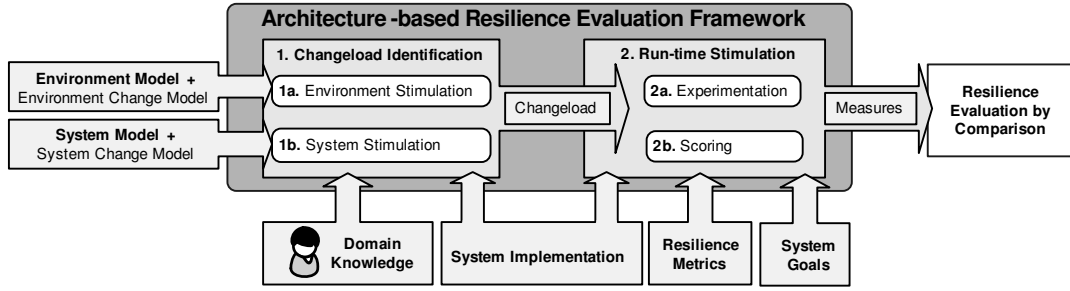 Architecture-based Resilience Evaluation Framework
1. Changeload Identification
2. Run-time Stimulation
Environment Model +
Environment Change Model
1a. Environment Stimulation
2a. Experimentation
Changeload
Measures
Resilience
Evaluation by
Comparison
System Model +
System Change Model
1b. System Stimulation
2b. Scoring
Domain
Knowledge
System Implementation
Resilience
Metrics
System
Goals